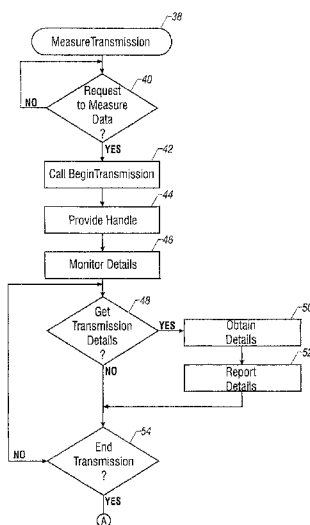 MeasureTransmission
38
Request
to Measure
Data
?
40
NO
YES
42
Call BeginTransmission
44
Provide Handle
46
Monitor Details
48
Get
Transmission
Details
?
YES
50
Obtain
Details
52
Report
Details
NO
54
End
Transmission
?
NO
YES
A